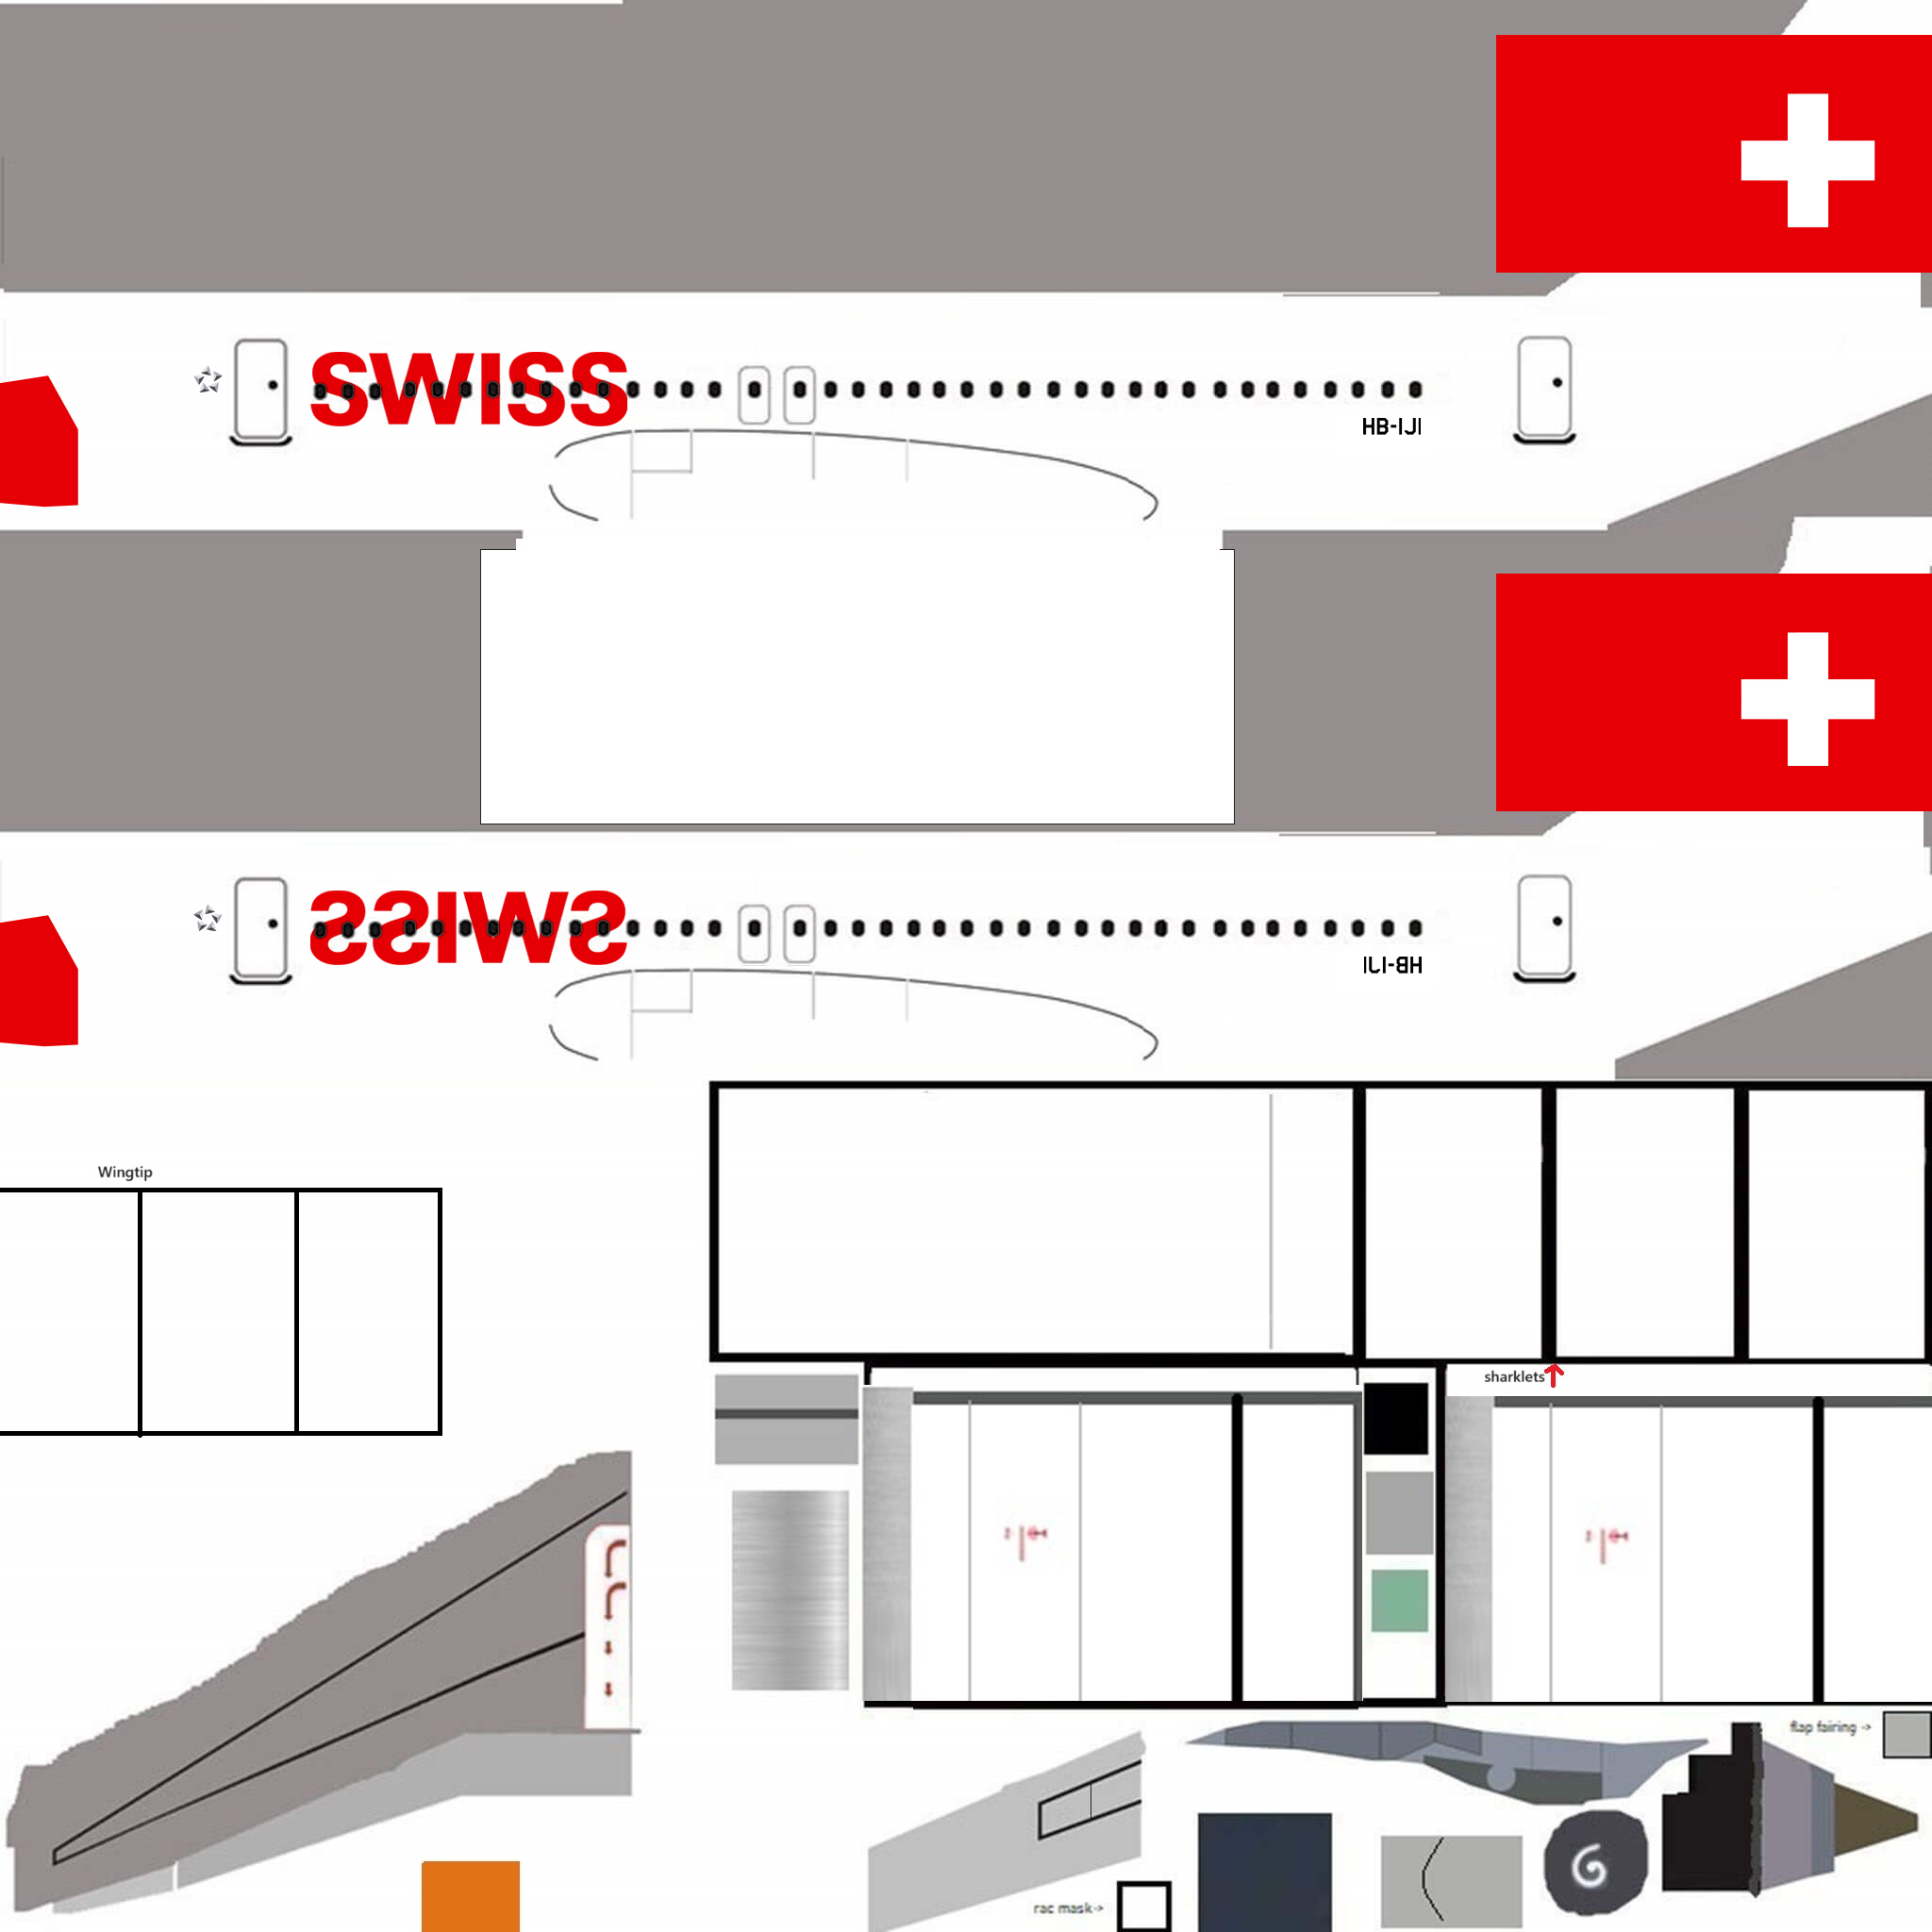 SWISS
HB-IJI
SWISS
HB-IJI
Wingtip
sharklets
flap fairing ->
rac mask->